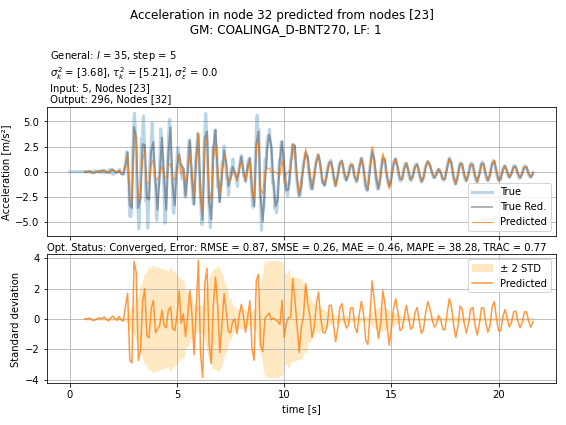 Acceleration in node 32 predicted from nodes [23]
GM: COALINGA_D-BNT270, LF: 1
General: l = 35, step = 5
σ²ₖ = [3.68], τ²ₖ = [5.21], σ²ε = 0.0
Input: 5, Nodes [23]
Output: 296, Nodes [32]
Acceleration [m/s²]
5.0
2.5
0.0
−2.5
−5.0
True
True Red.
Predicted
Opt. Status: Converged, Error: RMSE = 0.87, SMSE = 0.26, MAE = 0.46, MAPE = 38.28, TRAC = 0.77
Standard deviation
4
2
0
−2
−4
± 2 STD
Predicted
0 5 10 15 20
time [s]